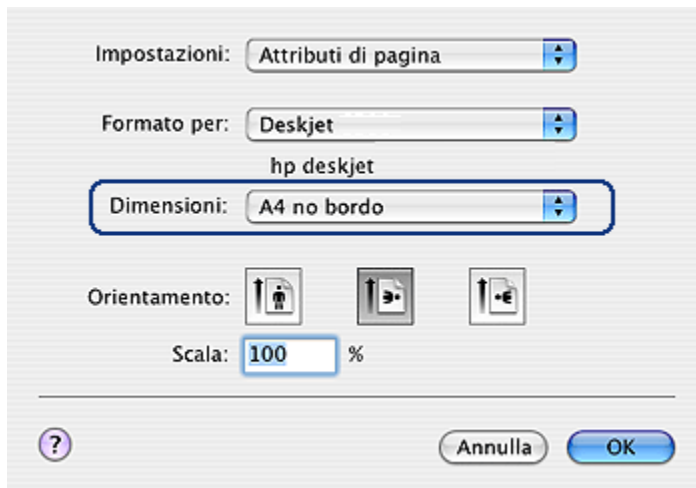 Impostazioni: Attributi di pagina
Formato per: Deskjet
hp deskjet
Dimensioni: A4 no bordo
Orientamento:
Scala: 100 %
? Annulla OK